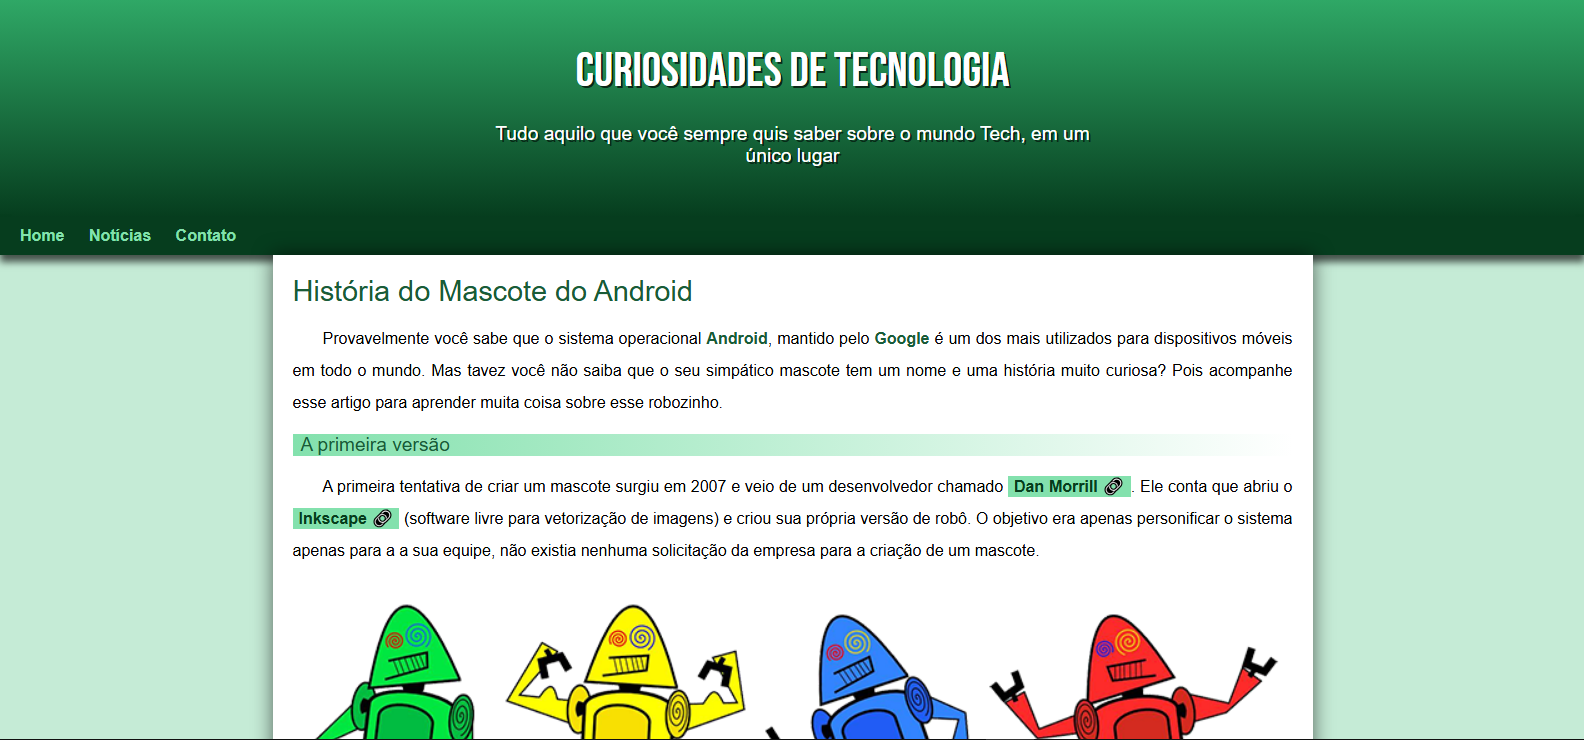 CURIOSIDADES DE TECNOLOGIA
Tudo aquilo que você sempre quis saber sobre o mundo Tech, em um
único lugar
Home Notícias Contato
História do Mascote do Android
Provavelmente você sabe que o sistema operacional Android, mantido pelo Google é um dos mais utilizados para dispositivos móveis
em todo o mundo. Mas tavez você não saiba que o seu simpático mascote tem um nome e uma história muito curiosa? Pois acompanhe
esse artigo para aprender muita coisa sobre esse robozinho.
A primeira versão
A primeira tentativa de criar um mascote surgiu em 2007 e veio de um desenvolvedor chamado Dan Morrill. Ele conta que abriu o
Inkscape (software livre para vetorização de imagens) e criou sua própria versão de robô. O objetivo era apenas personificar o sistema
apenas para a a sua equipe, não existia nenhuma solicitação da empresa para a criação de um mascote.